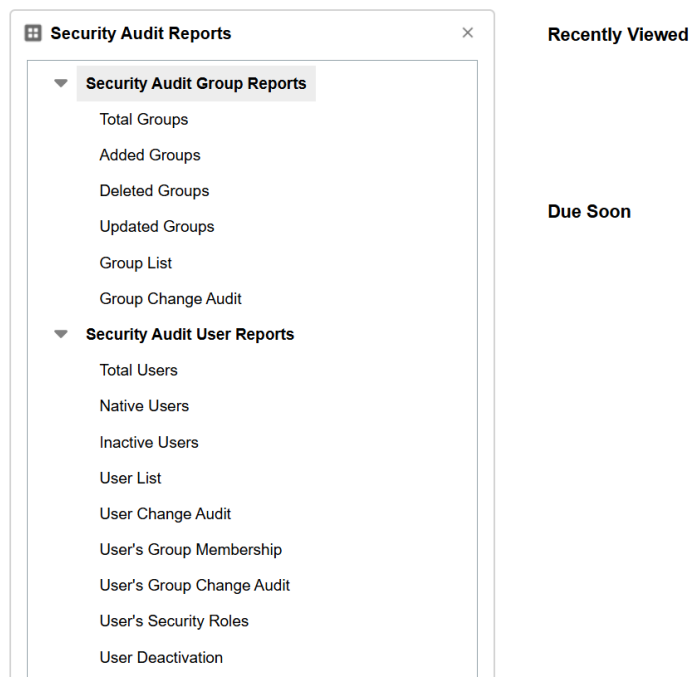 Security Audit Reports
Security Audit Group Reports
Total Groups
Added Groups
Deleted Groups
Updated Groups
Group List
Group Change Audit
Security Audit User Reports
Total Users
Native Users
Inactive Users
User List
User Change Audit
User's Group Membership
User's Group Change Audit
User's Security Roles
User Deactivation
Recently Viewed
Due Soon